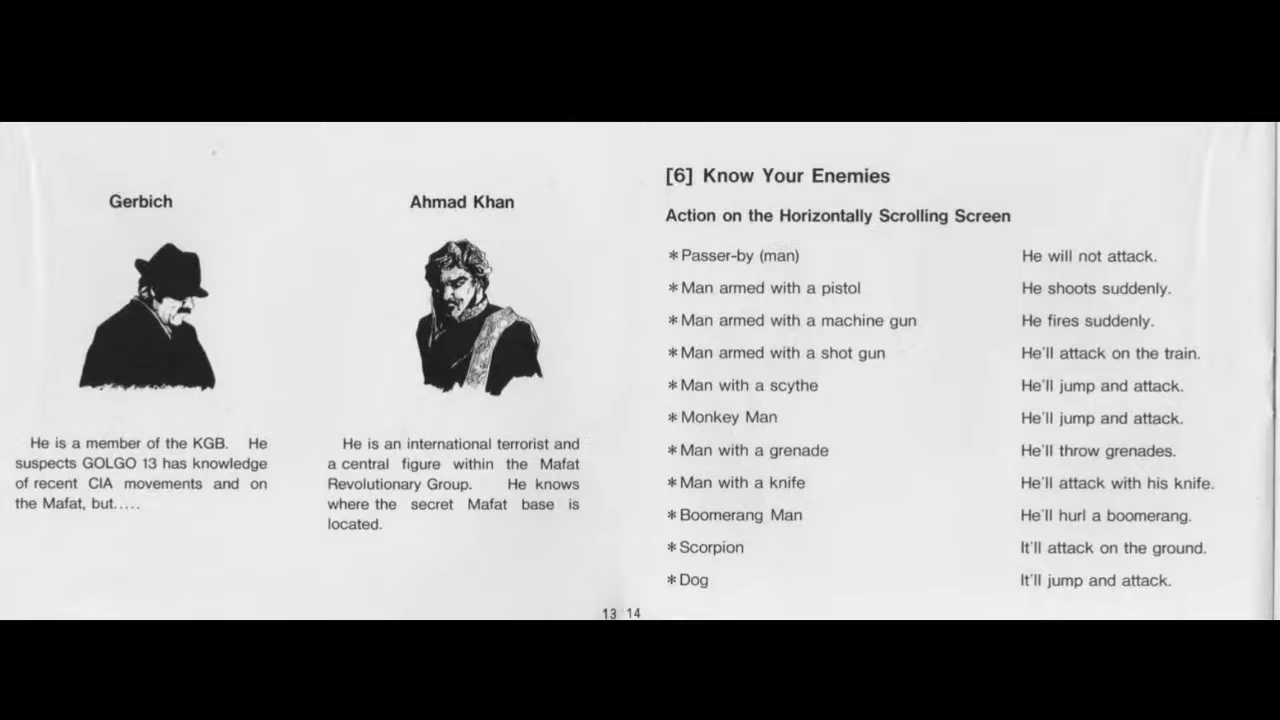 Gerbich
He is a member of the KGB. He
suspects GOLGO 13 has knowledge
of recent CIA movements and on
the Mafat, but.....
Ahmad Khan
He is an international terrorist and
a central figure within the Mafat
Revolutionary Group. He knows
where the secret Mafat base is
located.
13
[6] Know Your Enemies
Action on the Horizontally Scrolling Screen
*Passer-by (man) He will not attack.
*Man armed with a pistol He shoots suddenly.
*Man armed with a machine gun He fires suddenly.
*Man armed with a shot gun He'll attack on the train.
*Man with a scythe He'll jump and attack.
*Monkey Man He'll jump and attack.
*Man with a grenade He'll throw grenades.
*Man with a knife He'll attack with his knife.
*Boomerang Man He'll hurl a boomerang.
*Scorpion It'll attack on the ground.
*Dog It'll jump and attack.
14